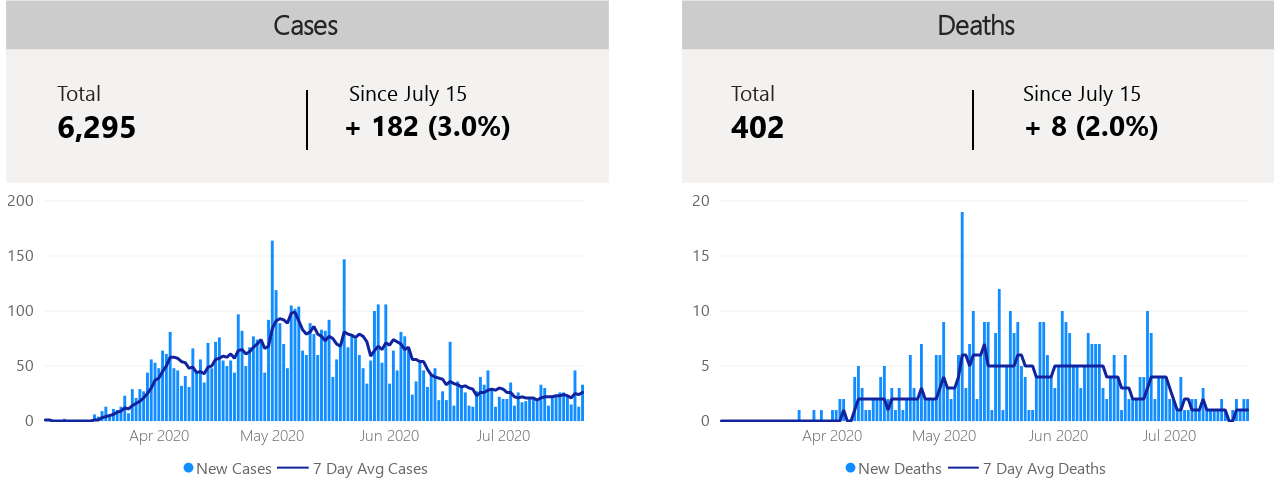 Cases
Total
Since July 15
6,295
+ 182 (3.0%)
200
150
100
50
0
Apr 2020 May 2020 Jun 2020 Jul 2020
New Cases 7 Day Avg Cases
Deaths
Total
Since July 15
402
+ 8 (2.0%)
20
15
10
5
0
Apr 2020 May 2020 Jun 2020 Jul 2020
New Deaths 7 Day Avg Deaths